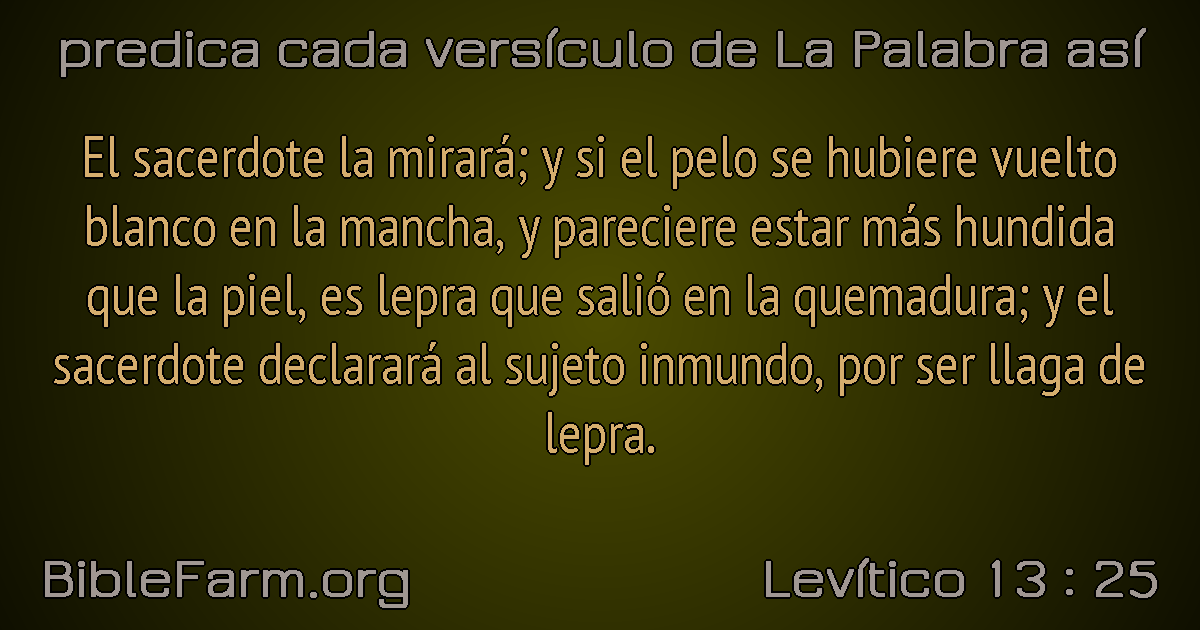 predica cada versículo de La Palabra así
El sacerdote la mirará; y si el pelo se hubiere vuelto
blanco en la mancha, y pareciere estar más hundida
que la piel, es lepra que salió en la quemadura; y el
sacerdote declarará al sujeto inmundo, por ser llaga de
lepra.
BibleFarm.org
Levítico 13 : 25